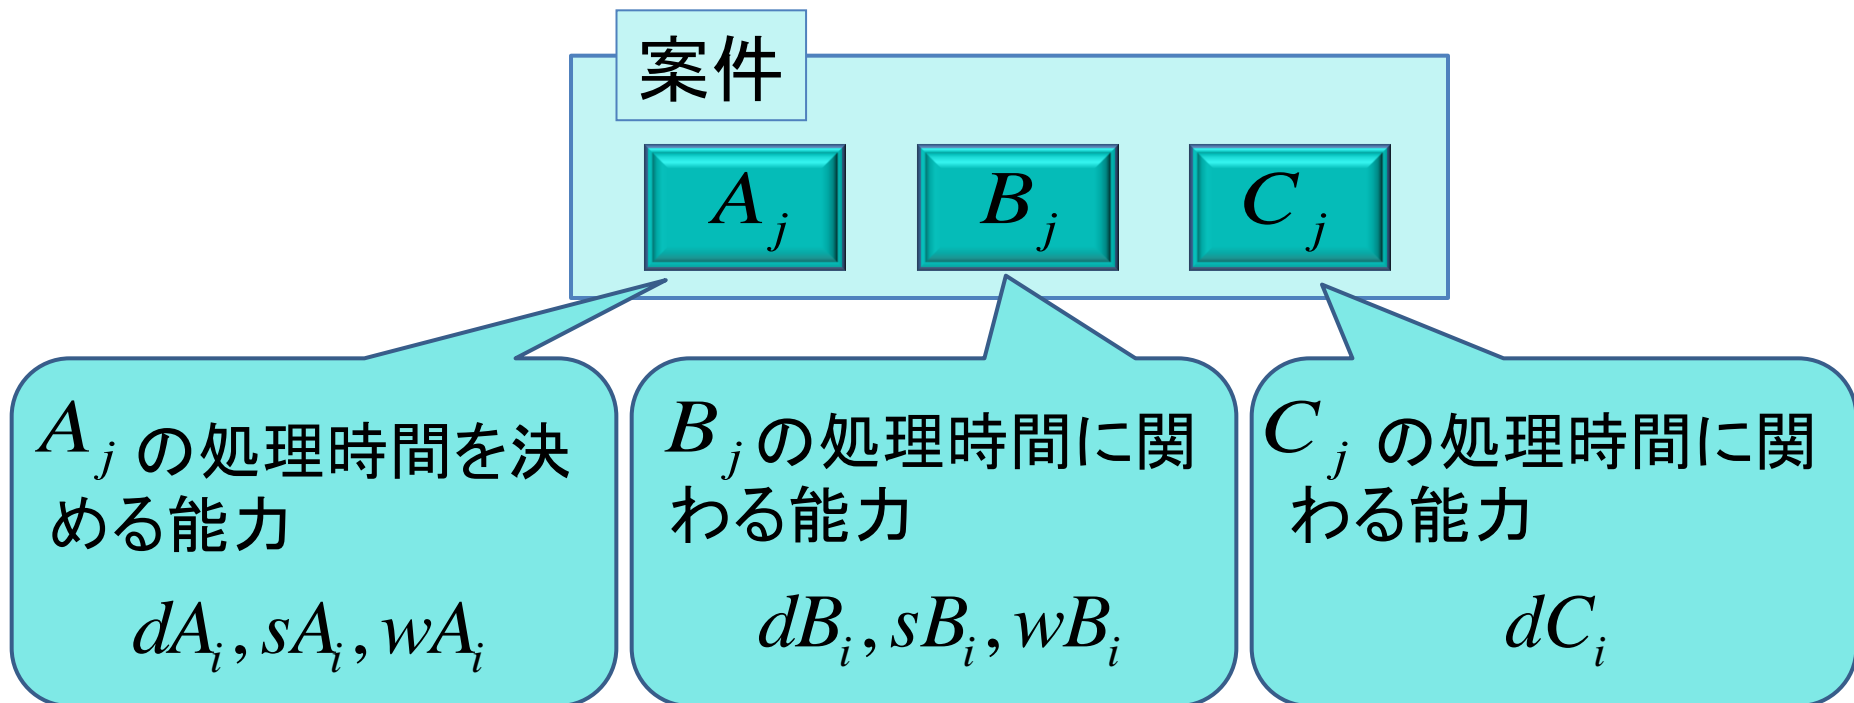 案件
A_j B_j C_j
A_j の処理時間を決
める能力
dA_i, sA_i, wA_i
B_j の処理時間に関
わる能力
dB_i, sB_i, wB_i
C_j の処理時間に関
わる能力
dC_i